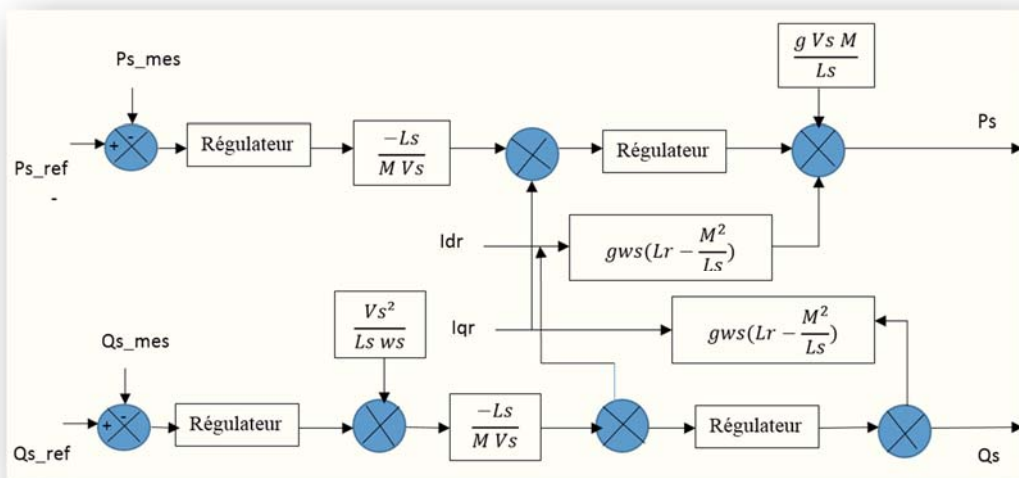 Ps_mes
g Vs M
Ls
Ps
+ -
Régulateur
-Ls
M Vs
Régulateur
Ps_ref
-
Idr
gws(Lr - M²
Ls)
Vs²
Ls ws
Iqr
gws(Lr - M²
Ls)
Qs_mes
+ -
Régulateur
-Ls
M Vs
Régulateur
Qs_ref
Qs